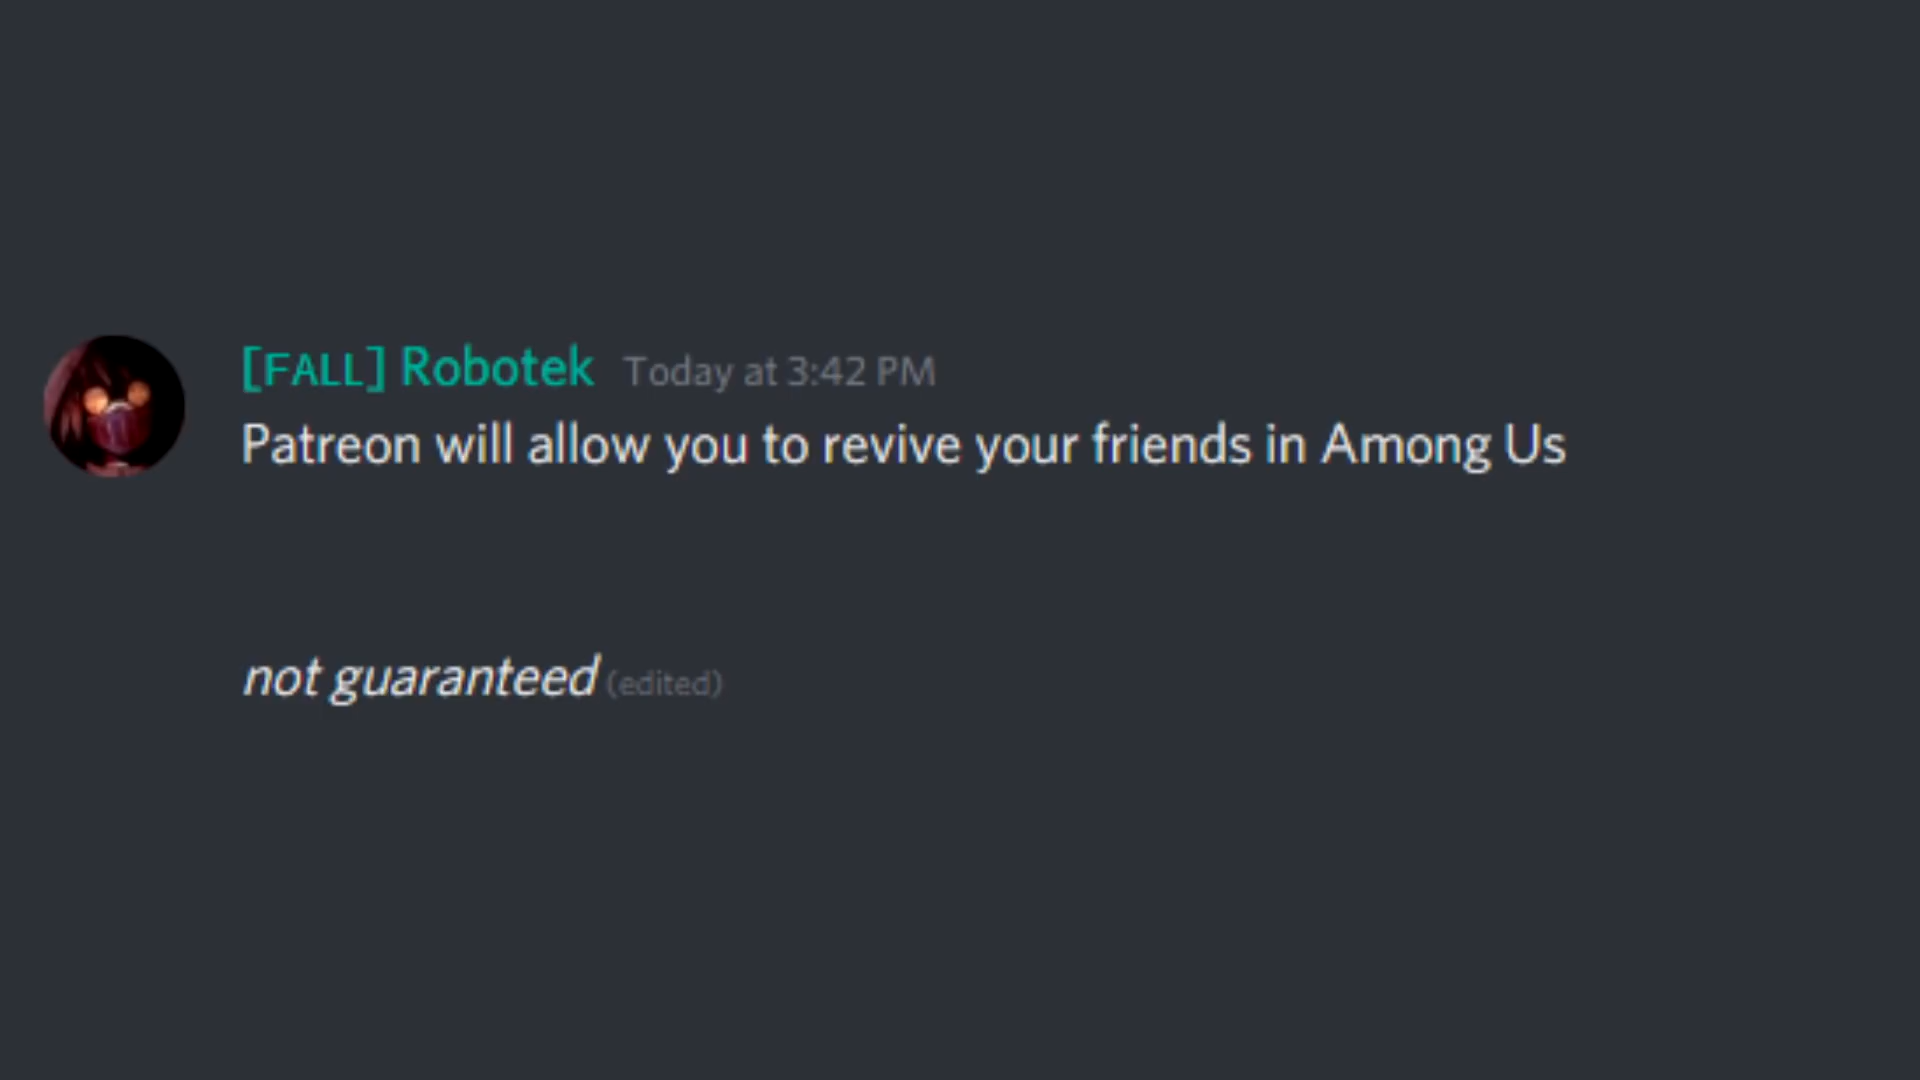 [FALL] Robotek Today at 3:42 PM
Patreon will allow you to revive your friends in Among Us
not guaranteed (edited)